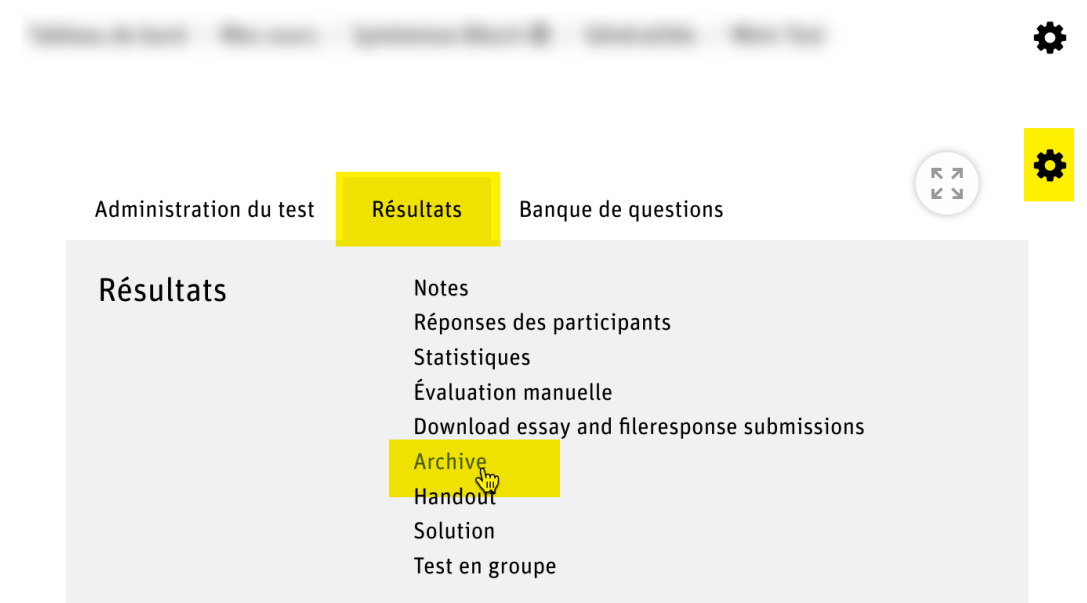 Administration du test Résultats Banque de questions
Résultats
Notes
Réponses des participants
Statistiques
Évaluation manuelle
Download essay and fileresponse submissions
Archive
Handout
Solution
Test en groupe